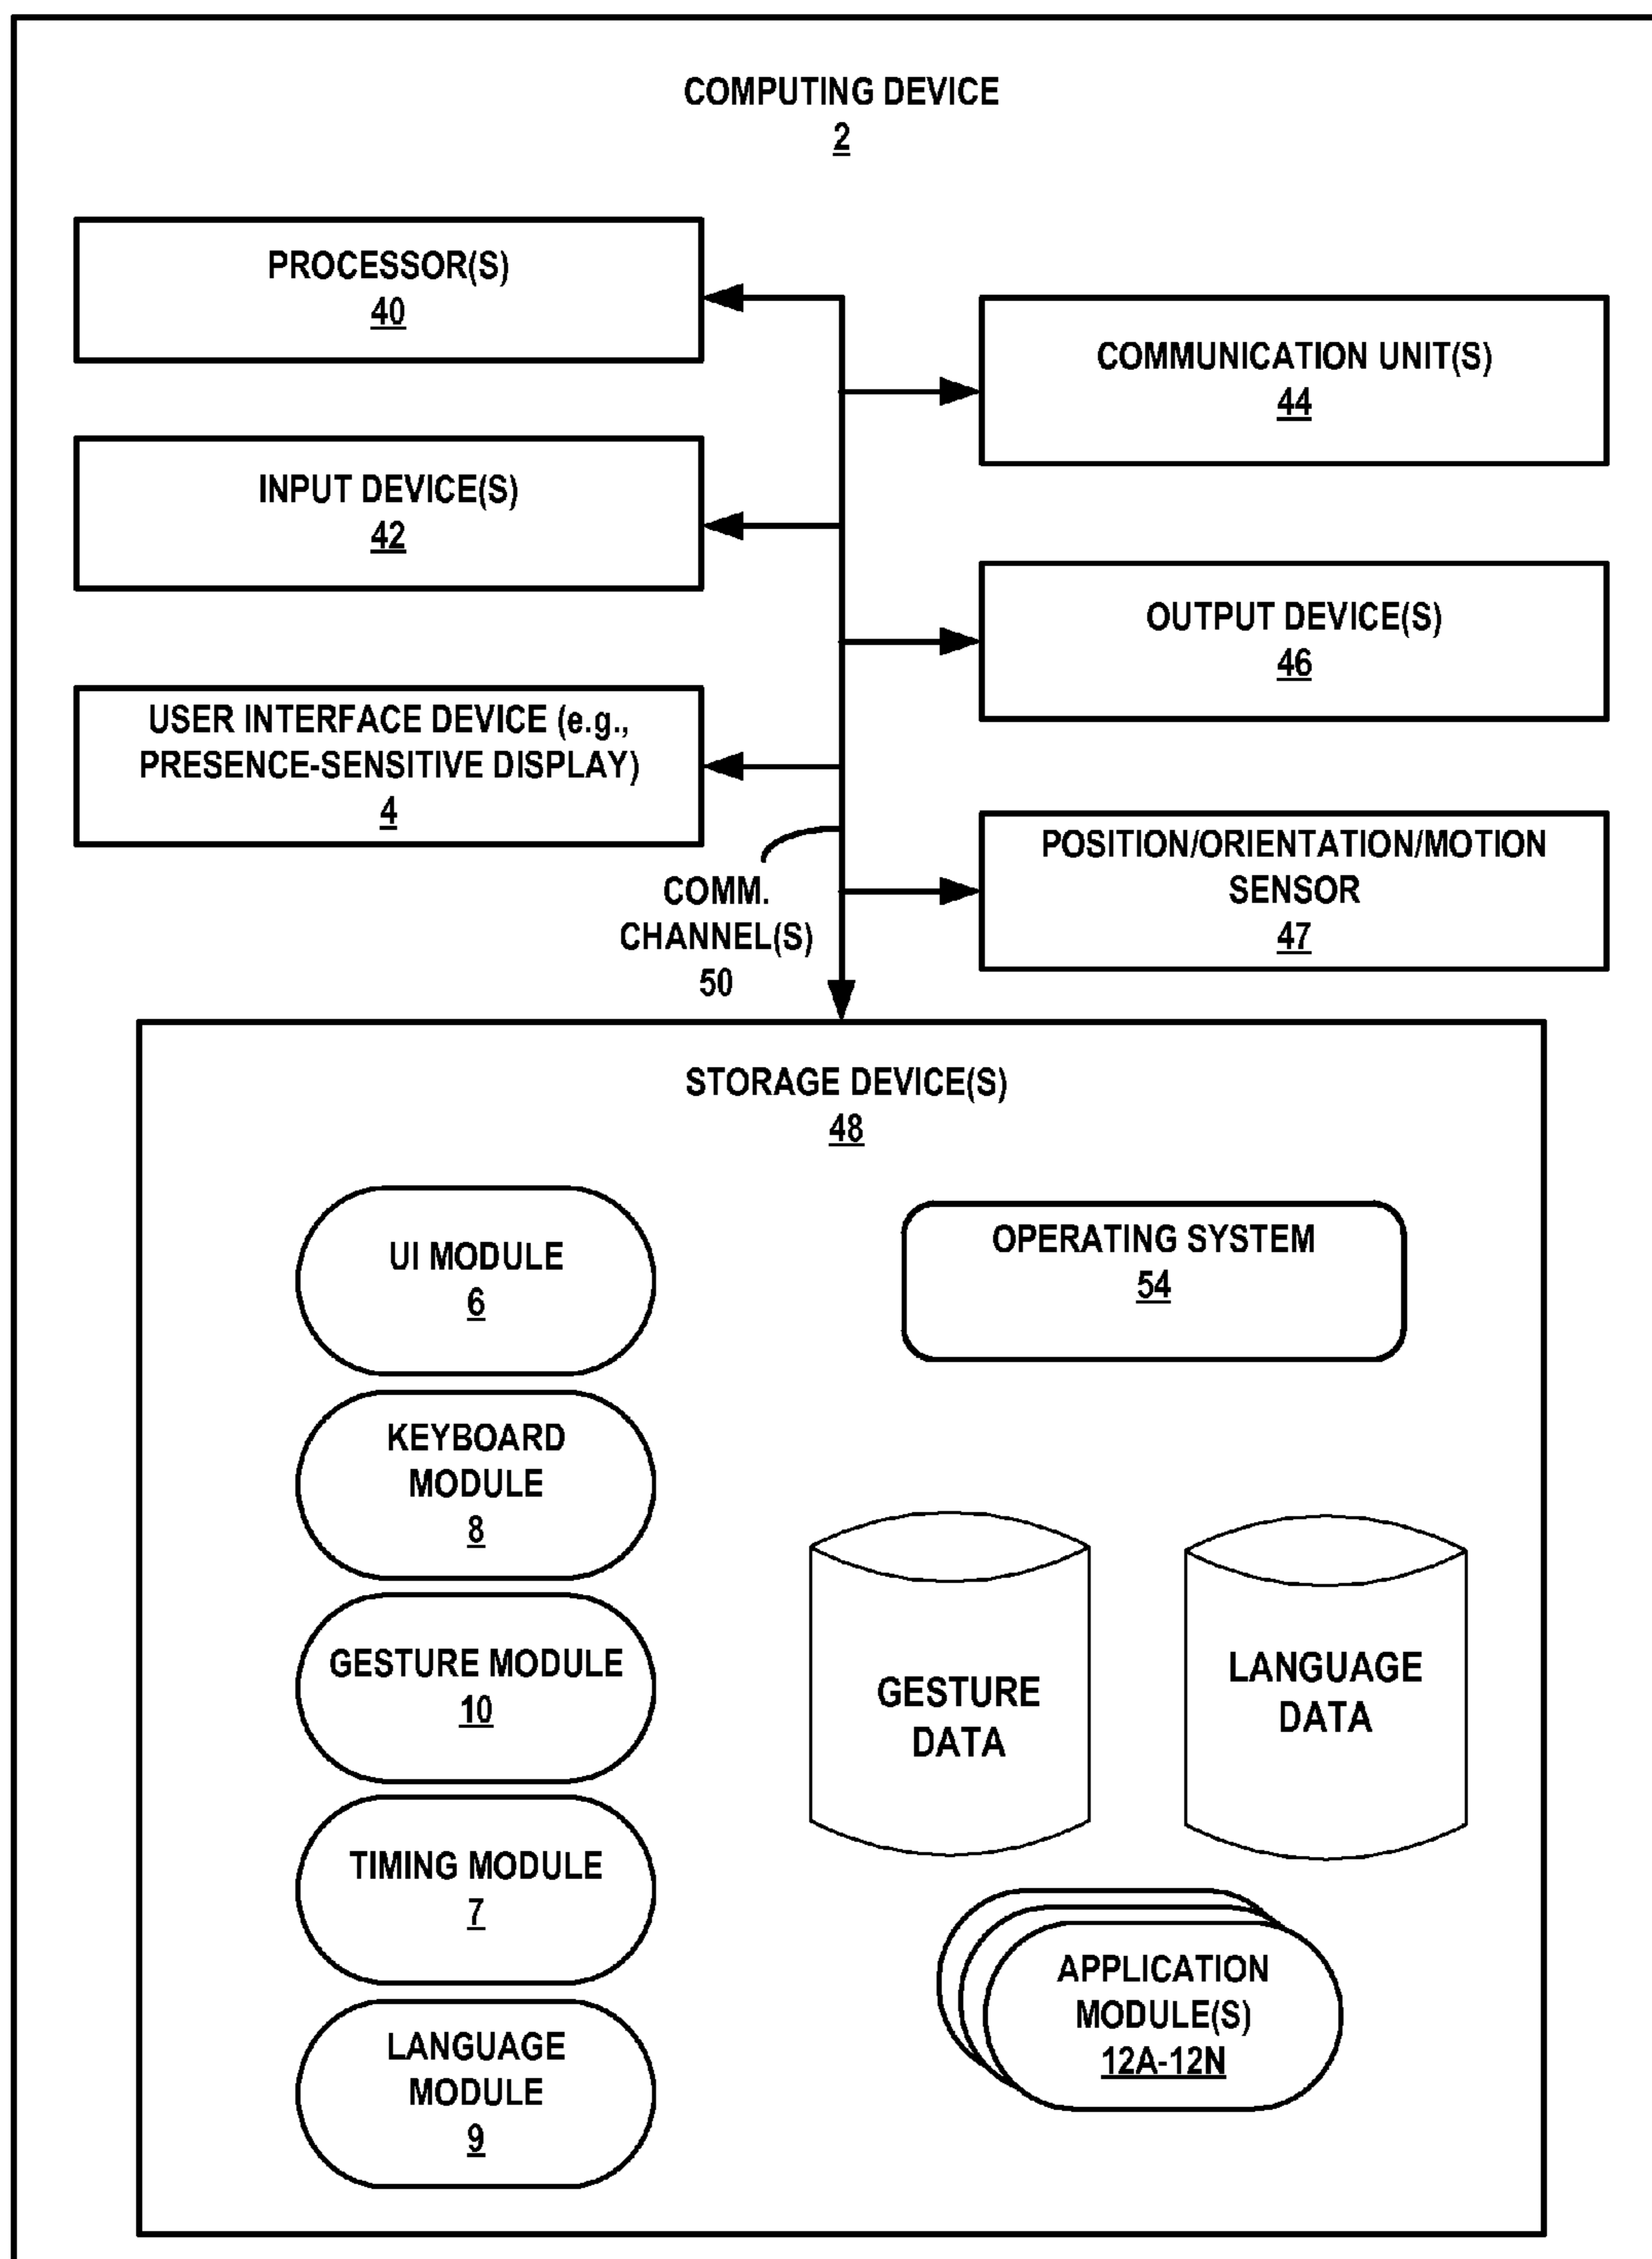 COMPUTING DEVICE
2
PROCESSOR(S)
40
COMMUNICATION UNIT(S)
44
INPUT DEVICE(S)
42
OUTPUT DEVICE(S)
46
USER INTERFACE DEVICE (e.g.,
PRESENCE-SENSITIVE DISPLAY)
4
POSITION/ORIENTATION/MOTION
SENSOR
47
COMM.
CHANNEL(S)
50
STORAGE DEVICE(S)
48
UI MODULE
6
OPERATING SYSTEM
54
KEYBOARD
MODULE
8
GESTURE MODULE
10
GESTURE
DATA
LANGUAGE
DATA
TIMING MODULE
7
APPLICATION
MODULE(S)
12A-12N
LANGUAGE
MODULE
9